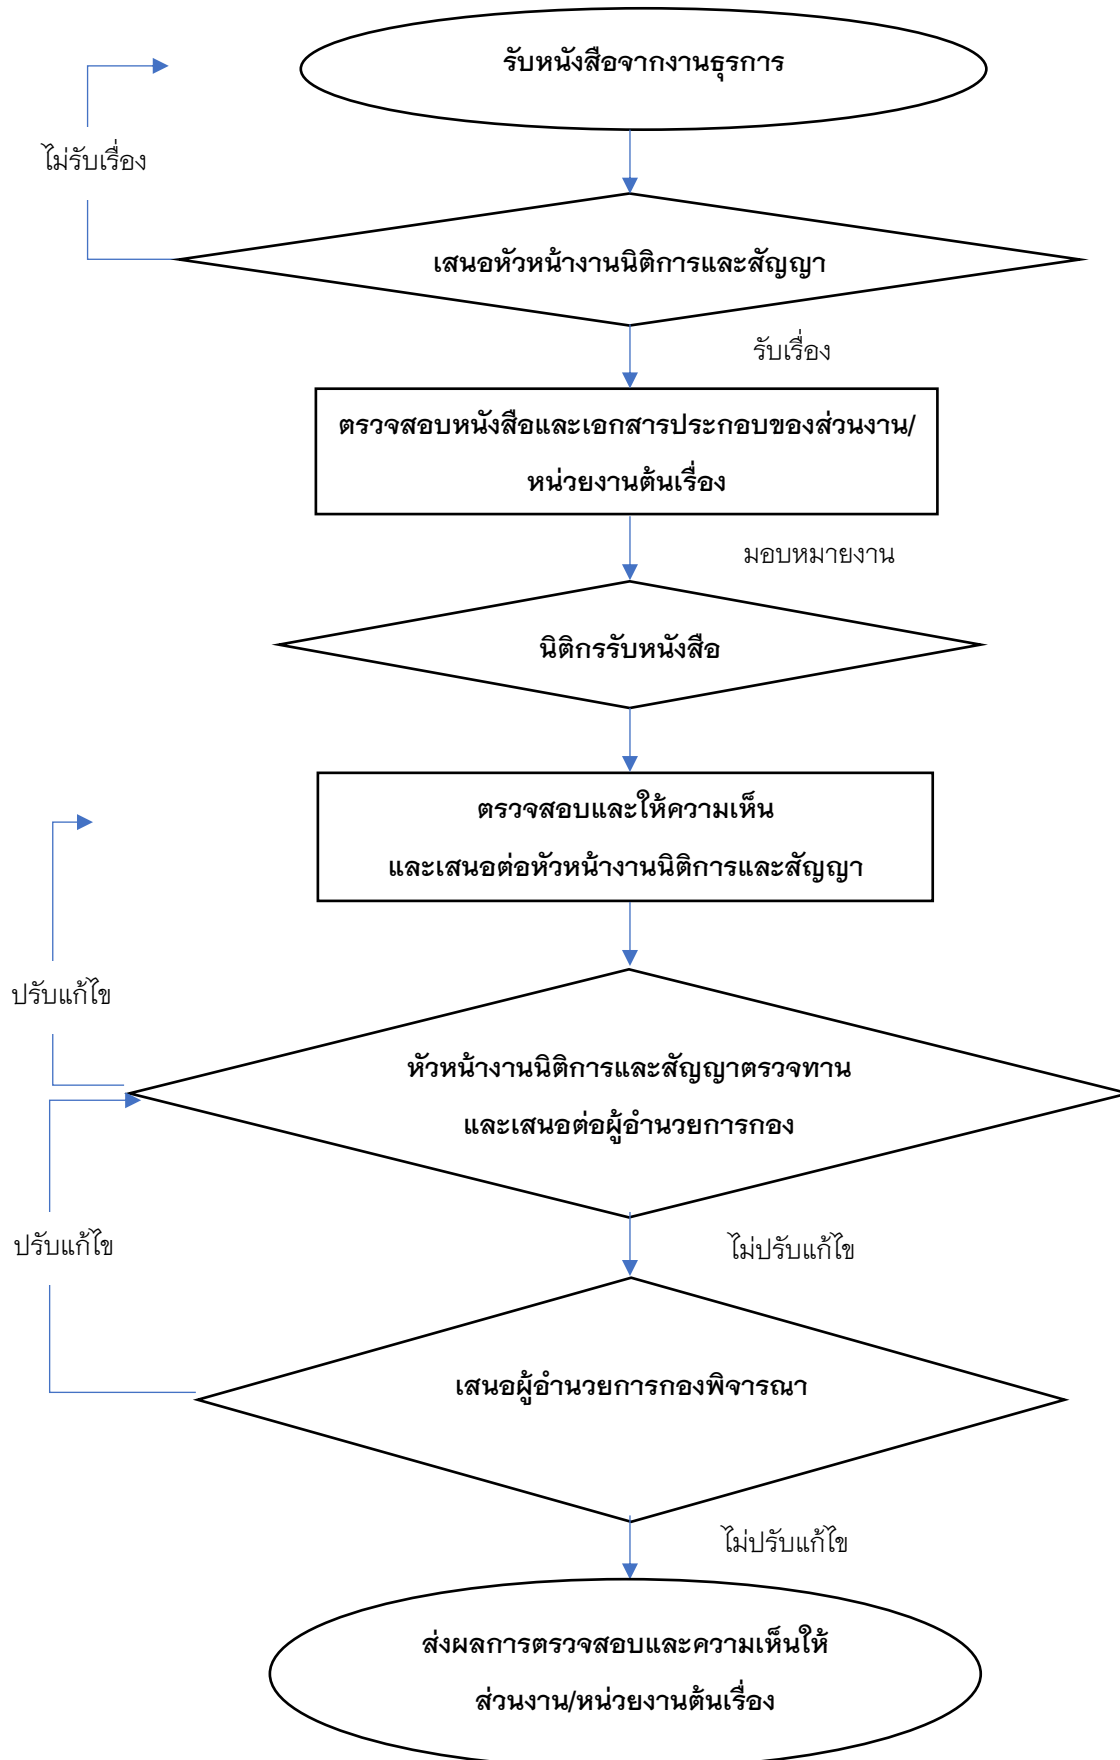 รับหนังสือจากงานธุรการ
ไม่รับเรื่อง
เสนอหัวหน้างานนิติการและสัญญา
รับเรื่อง
ตรวจสอบหนังสือและเอกสารประกอบของส่วนงาน/
หน่วยงานต้นเรื่อง
มอบหมายงาน
นิติกรรับหนังสือ
ตรวจสอบและให้ความเห็น
และเสนอต่อหัวหน้างานนิติการและสัญญา
ปรับแก้ไข
หัวหน้างานนิติการและสัญญาตรวจทาน
และเสนอต่อผู้อำนวยการกอง
ปรับแก้ไข
ไม่ปรับแก้ไข
เสนอผู้อำนวยการกองพิจารณา
ไม่ปรับแก้ไข
ส่งผลการตรวจสอบและความเห็นให้
ส่วนงาน/หน่วยงานต้นเรื่อง